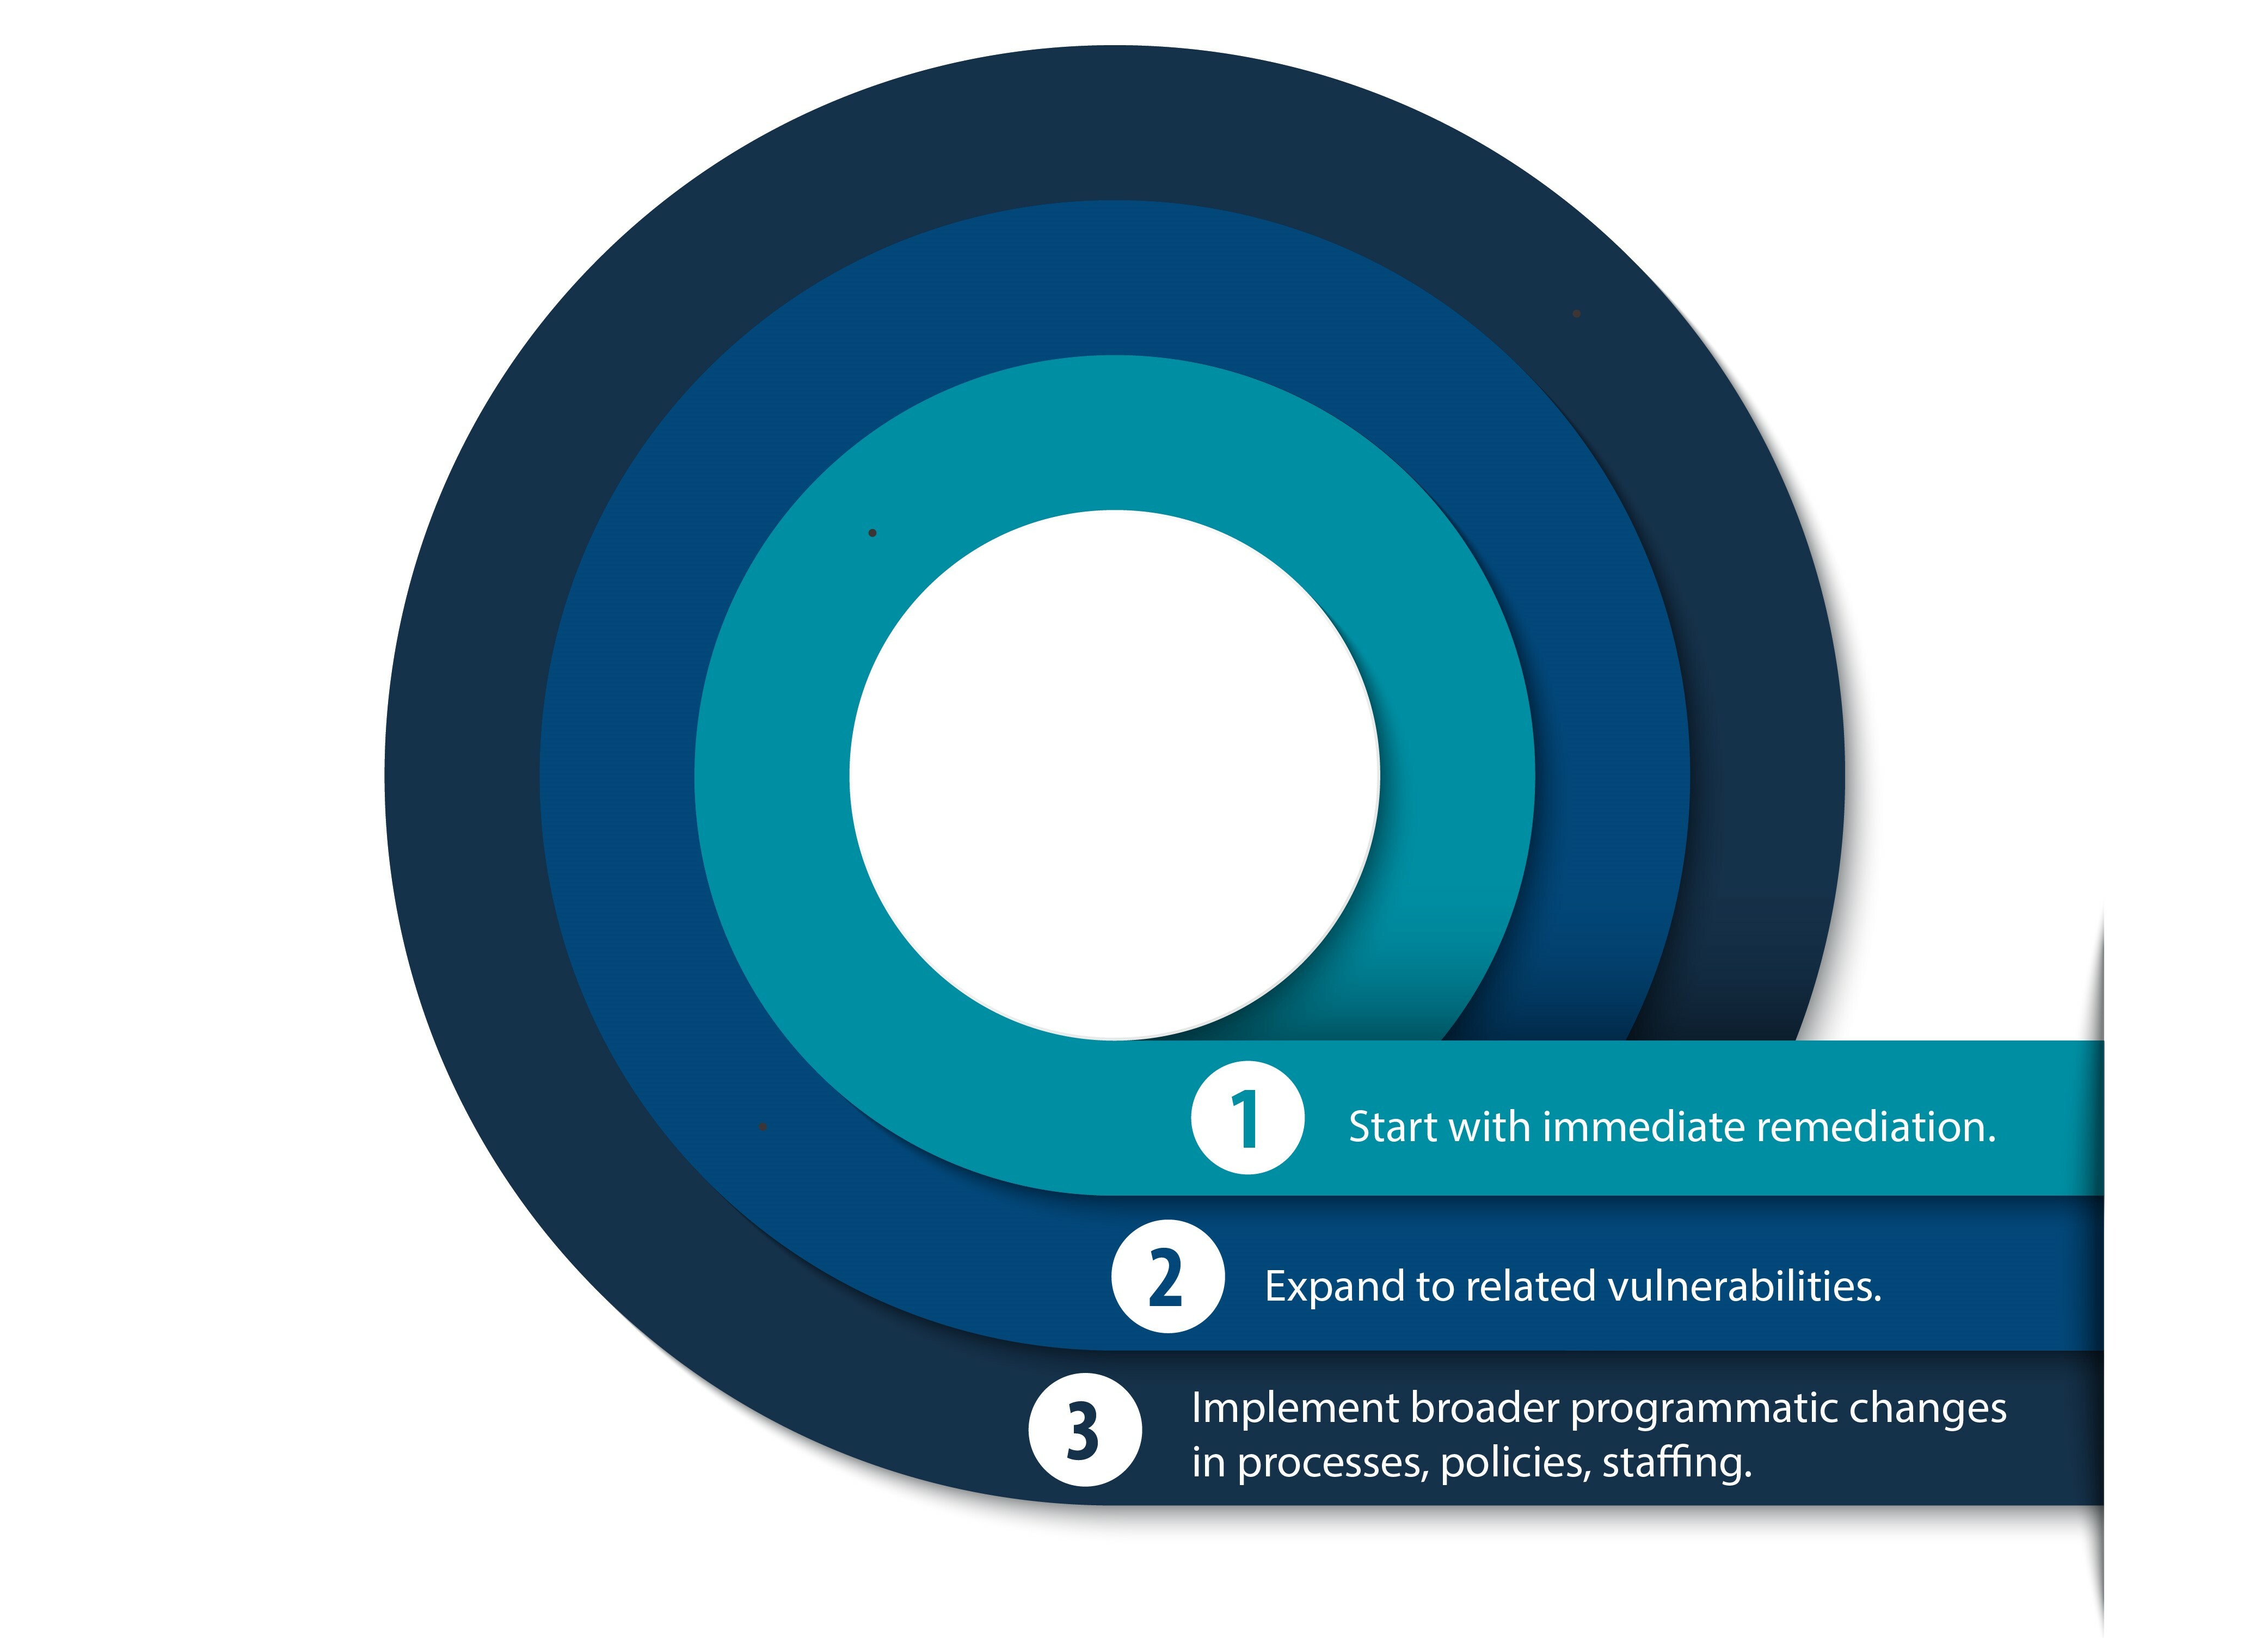 1 Start with immediate remediation.
2 Expand to related vulnerabilities.
3 Implement broader programmatic changes
in processes, policies, staffing.